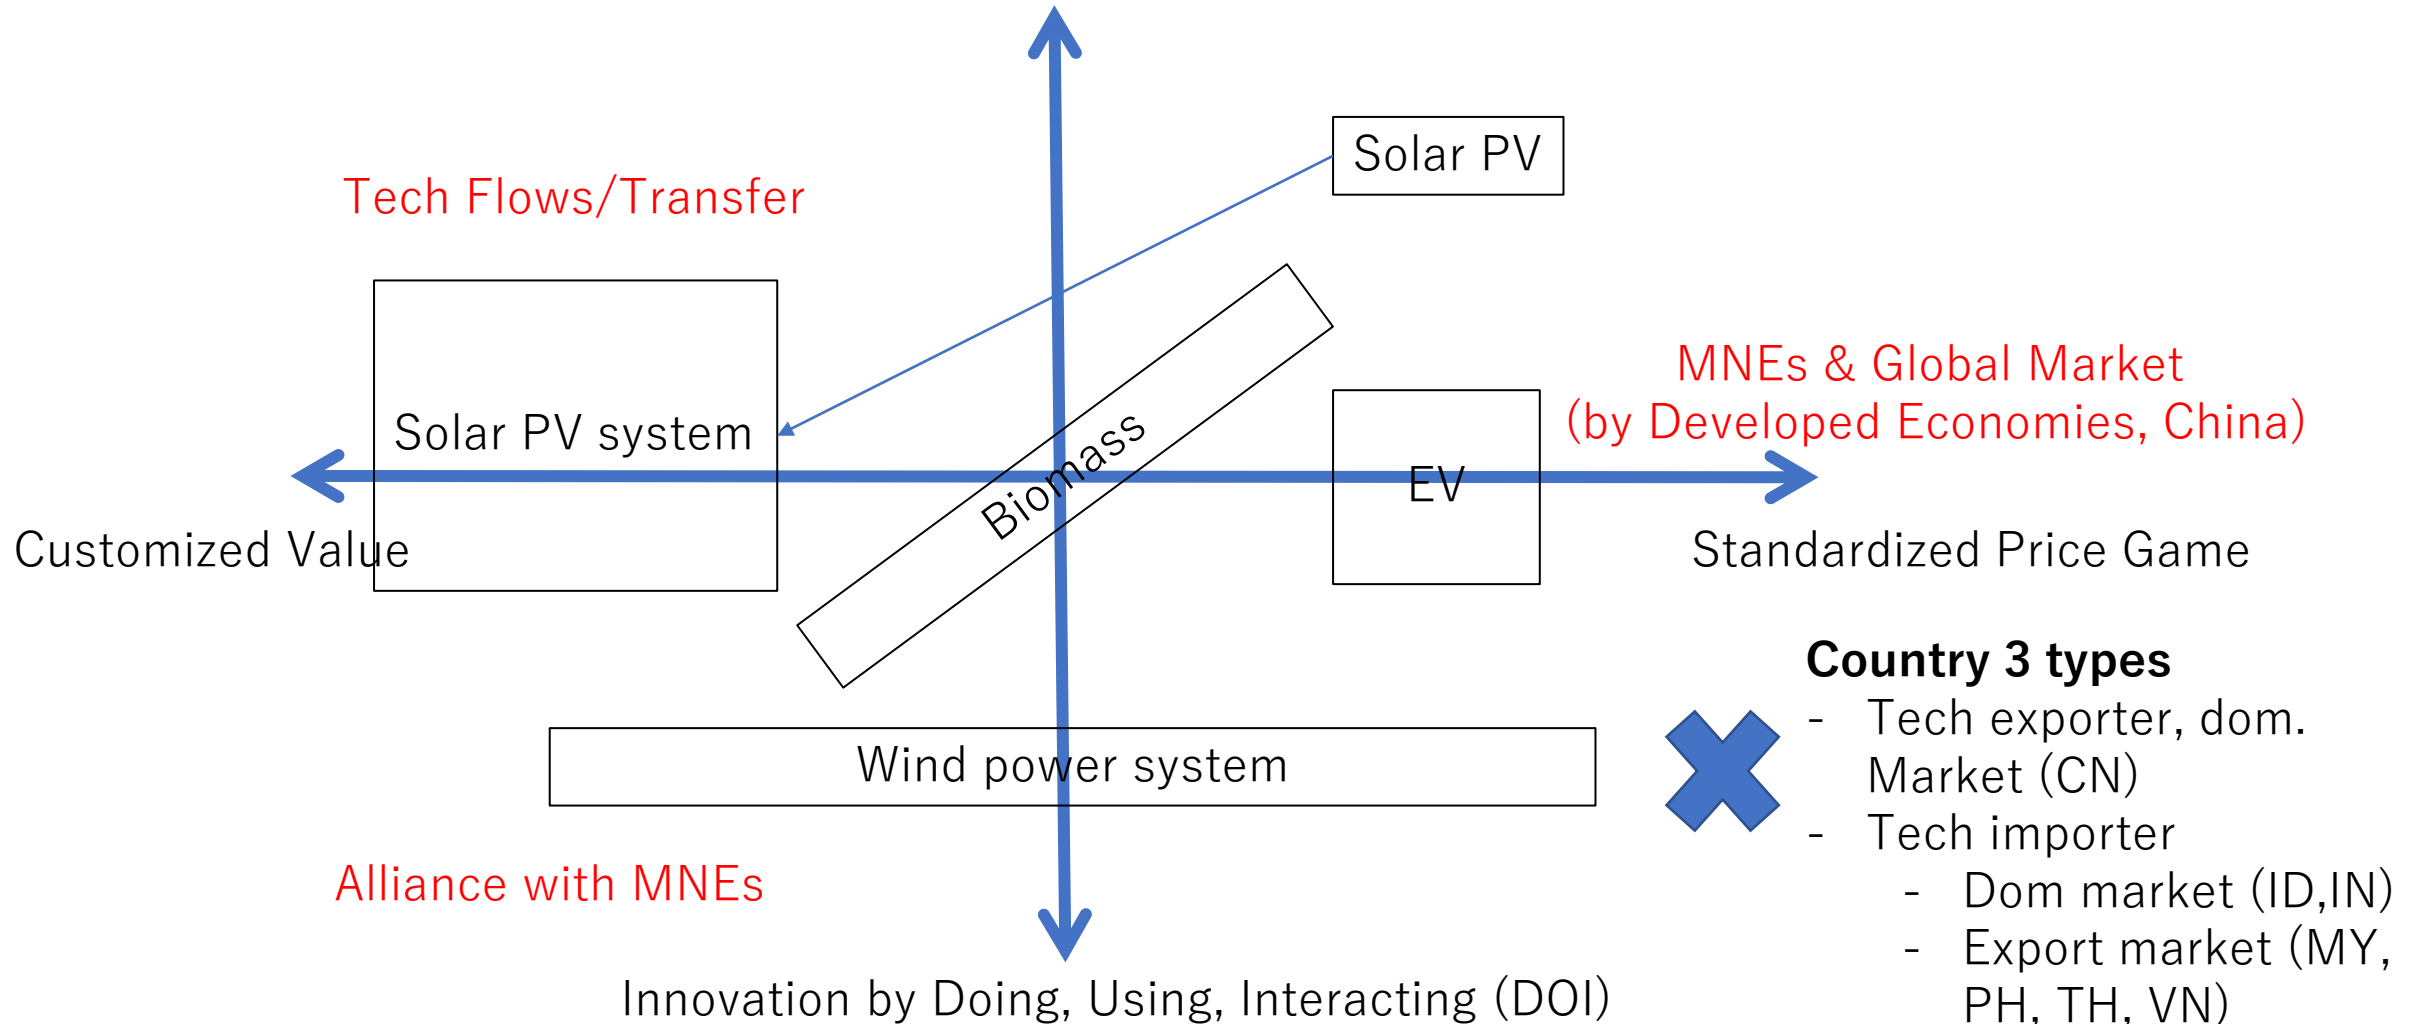 Solar PV
Tech Flows/Transfer
MNEs & Global Market
(by Developed Economies, China)
Solar PV system
Biomass
EV
Customized Value
Standardized Price Game
Country 3 types
- Tech exporter, dom.
Market (CN)
- Tech importer
- Dom market (ID,IN)
- Export market (MY,
PH, TH, VN)
Wind power system
Alliance with MNEs
Innovation by Doing, Using, Interacting (DOI)